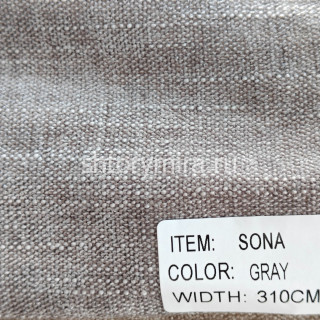 shtorymira.ru
ITEM: SONA
COLOR: GRAY
WIDTH: 310CM